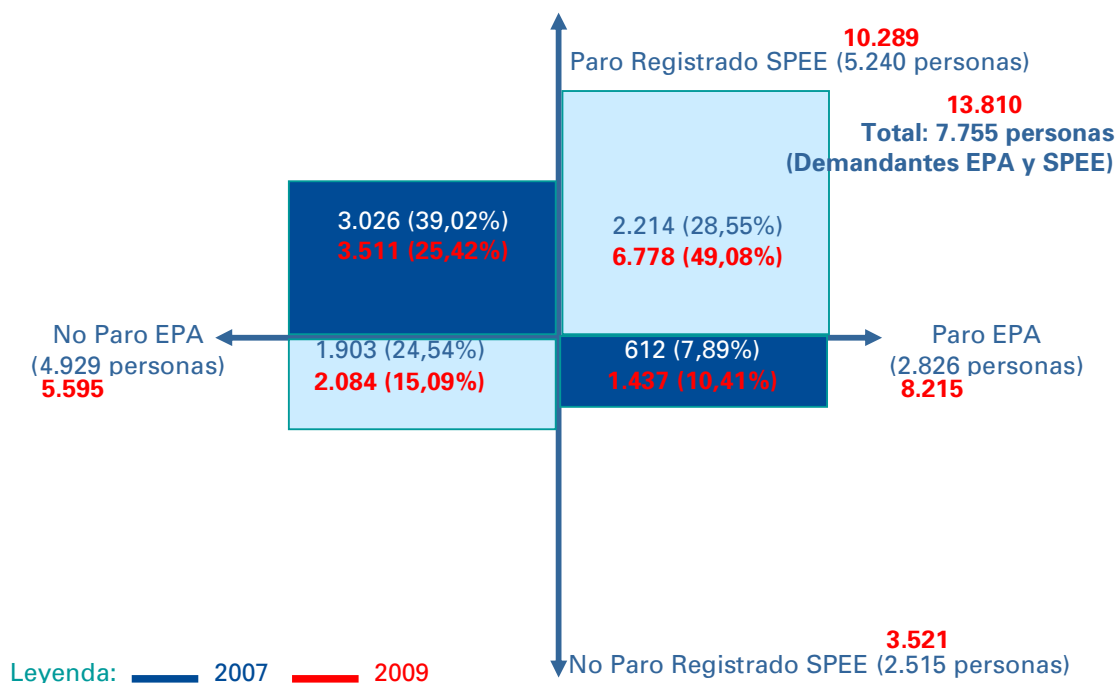 10.289
Paro Registrado SPEE (5.240 personas)
13.810
Total: 7.755 personas
(Demandantes EPA y SPEE)
3.026 (39,02%)
3.511 (25,42%)
2.214 (28,55%)
6.778 (49,08%)
No Paro EPA
(4.929 personas)
5.595
1.903 (24,54%)
2.084 (15,09%)
612 (7,89%)
1.437 (10,41%)
Paro EPA
(2.826 personas)
8.215
3.521
No Paro Registrado SPEE (2.515 personas)
Leyenda: 2007 2009